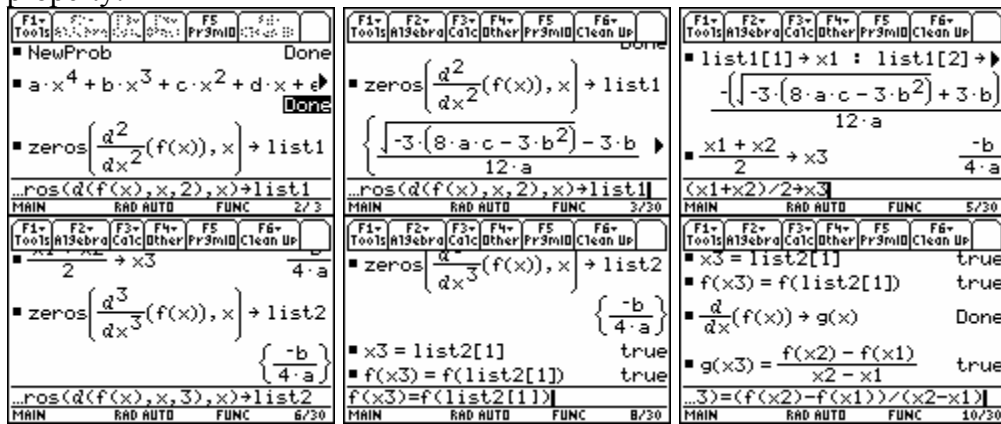 property.
F1▾ Tools F5 Pr9mIO
▪ NewProb Done
▪ a·x⁴ + b·x³ + c·x² + d·x + e▶
Done
▪ zeros(d²/dx²(f(x)), x) → list1
...ros(d(f(x),x,2),x)→list1
MAIN RAD AUTO FUNC 2/3
F1▾ Tools F2▾ Algebra F3▾ Calc F4▾ Other F5 Pr9mIO F6▾ Clean Up
Done
▪ zeros(d²/dx²(f(x)), x) → list1
{(√(-3·(8·a·c − 3·b²)) − 3·b)/(12·a) ▶
...ros(d(f(x),x,2),x)→list1
MAIN RAD AUTO FUNC 3/30
F1▾ Tools F2▾ Algebra F3▾ Calc F4▾ Other F5 Pr9mIO F6▾ Clean Up
▪ list1[1] → x1 : list1[2] →▶
-(√(-3·(8·a·c − 3·b²)) + 3·b)/(12·a)
▪ (x1 + x2)/2 → x3 -b/(4·a)
(x1+x2)/2→x3
MAIN RAD AUTO FUNC 5/30
F1▾ Tools F2▾ Algebra F3▾ Calc F4▾ Other F5 Pr9mIO F6▾ Clean Up
2 → x3 4·a
▪ zeros(d³/dx³(f(x)), x) → list2
{-b/(4·a)}
...ros(d(f(x),x,3),x)→list2
MAIN RAD AUTO FUNC 6/30
F1▾ Tools F2▾ Algebra F3▾ Calc F4▾ Other F5 Pr9mIO F6▾ Clean Up
▪ zeros(d³/dx³(f(x)), x) → list2
{-b/(4·a)}
▪ x3 = list2[1] true
▪ f(x3) = f(list2[1]) true
f(x3)=f(list2[1])
MAIN RAD AUTO FUNC 8/30
F1▾ Tools F2▾ Algebra F3▾ Calc F4▾ Other F5 Pr9mIO F6▾ Clean Up
▪ x3 = list2[1] true
▪ f(x3) = f(list2[1]) true
▪ d/dx(f(x)) → g(x) Done
▪ g(x3) = (f(x2) − f(x1))/(x2 − x1) true
...3)=(f(x2)-f(x1))/(x2-x1)
MAIN RAD AUTO FUNC 10/30